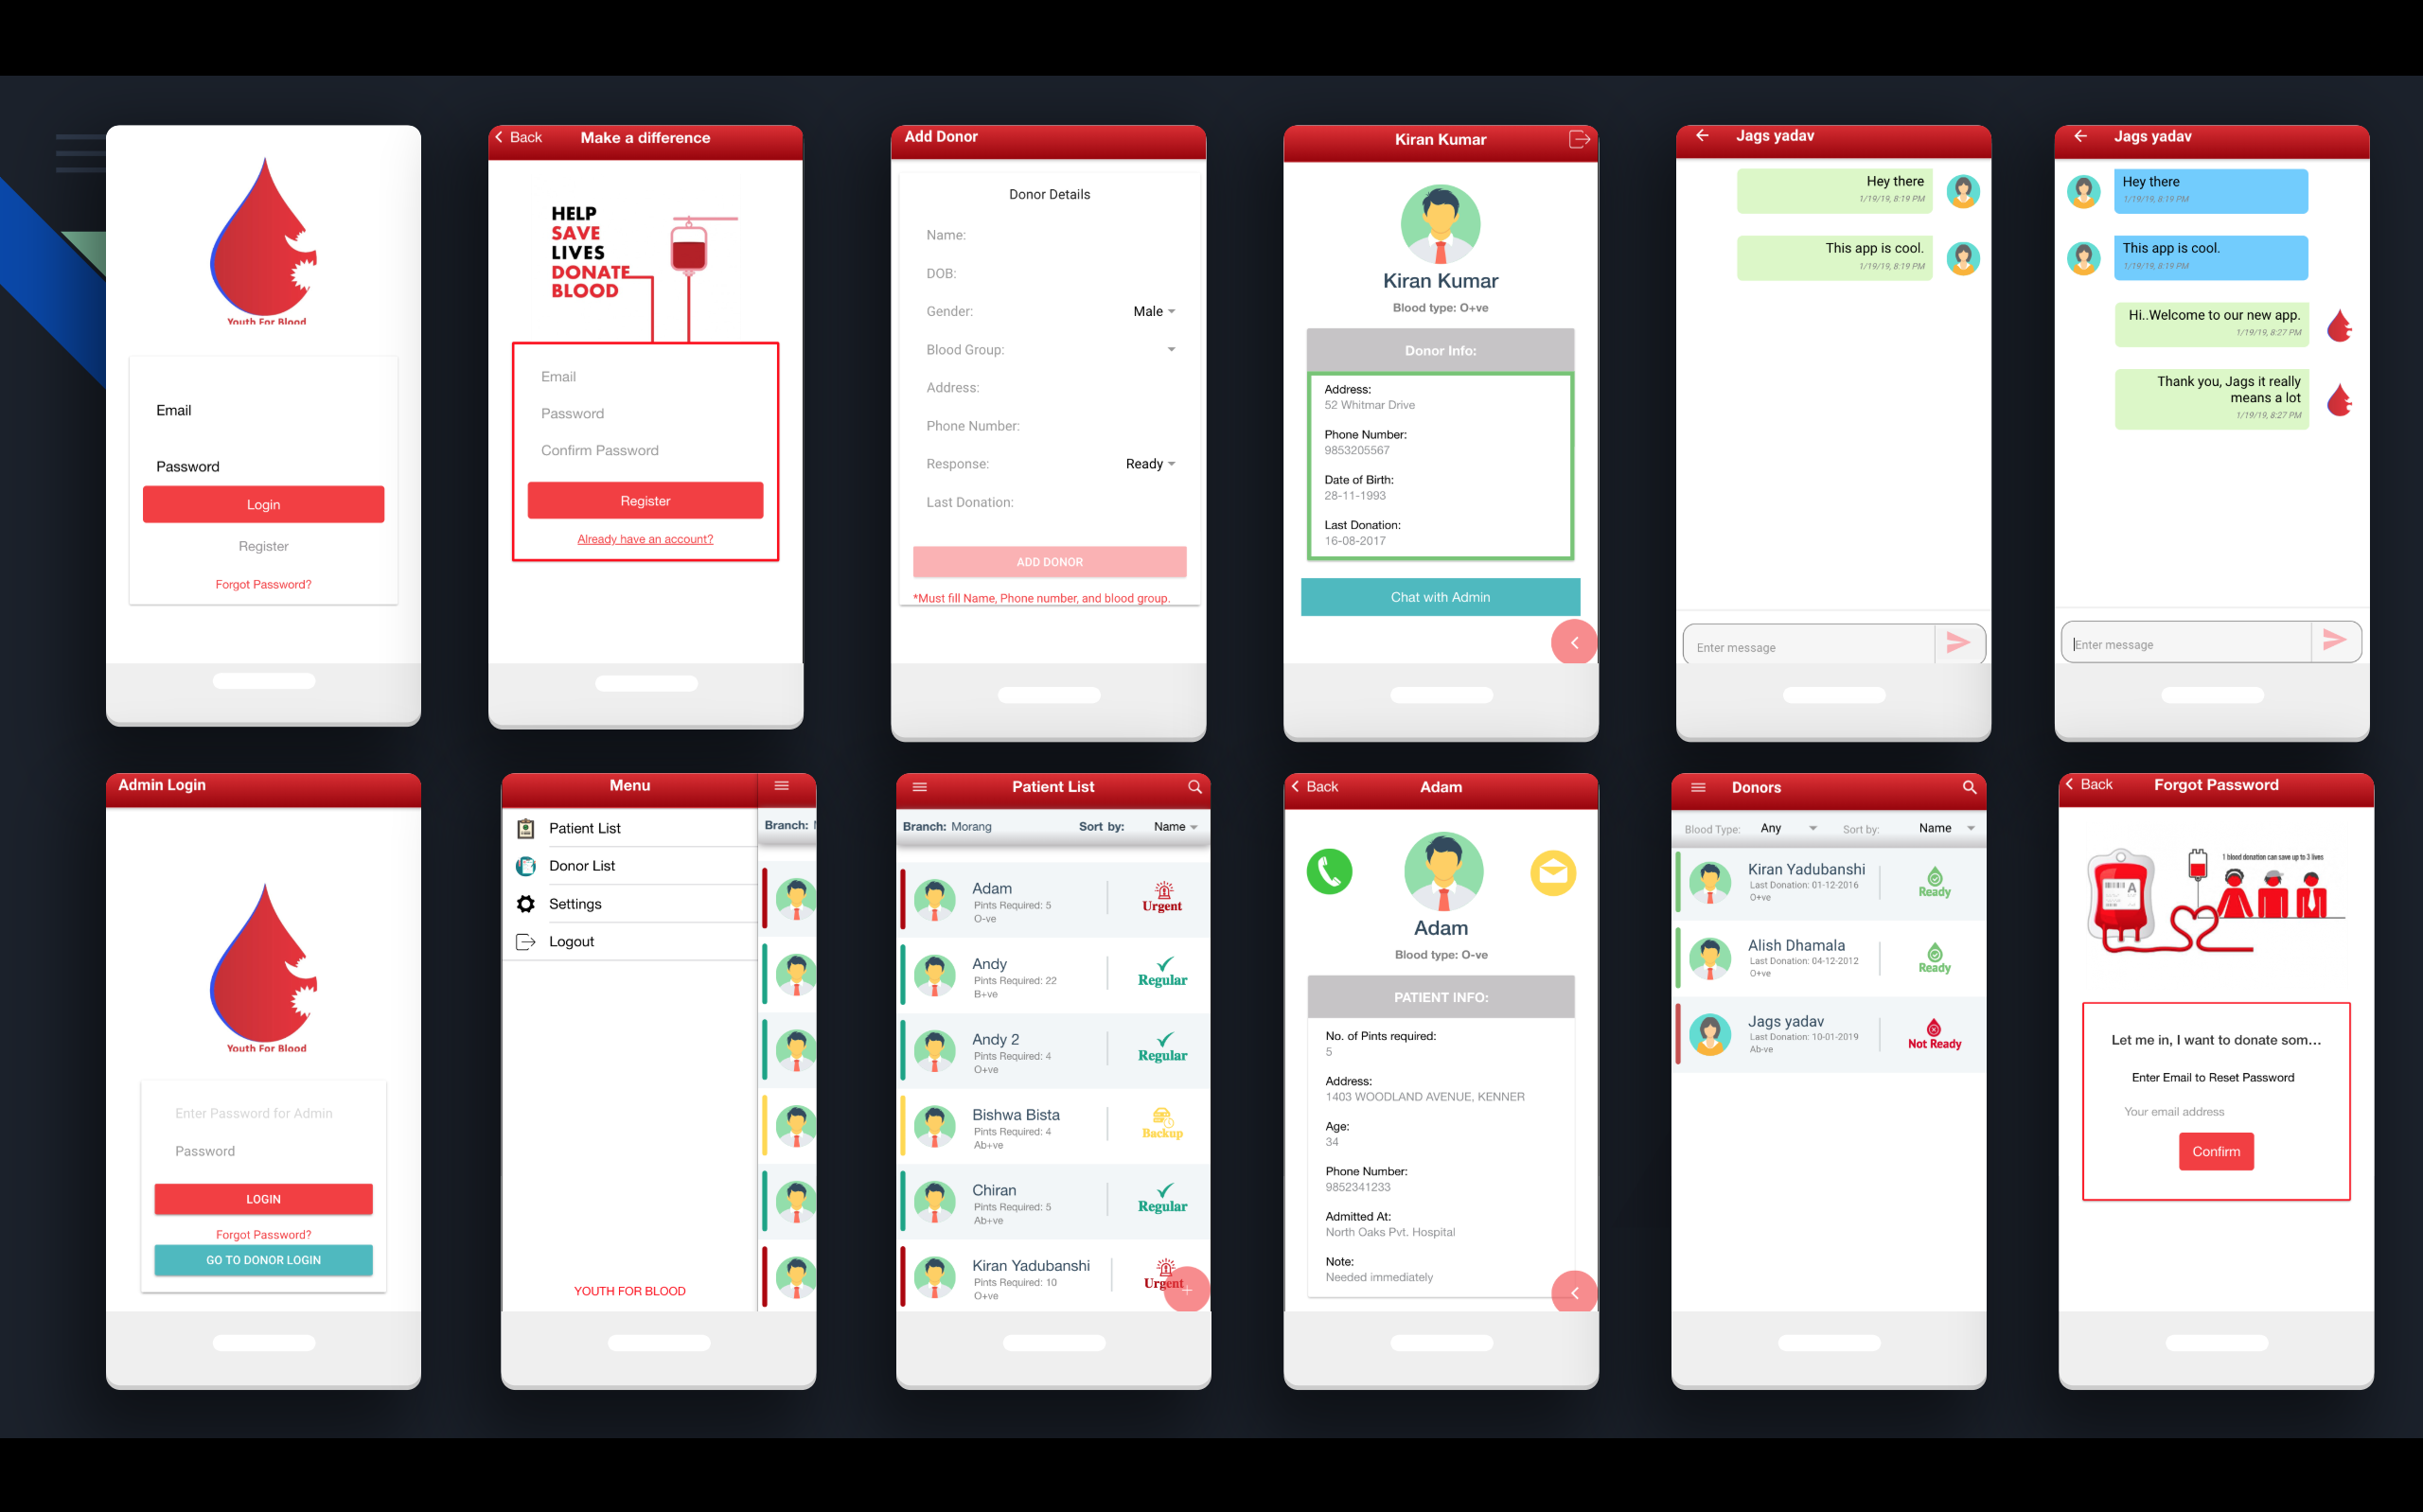 Youth For Blood
Email
Password
Login
Register
Forgot Password?
Back
Make a difference
HELP
SAVE
LIVES
DONATE
BLOOD
Email
Password
Confirm Password
Register
Already have an account?
Add Donor
Donor Details
Name:
DOB:
Gender: Male
Blood Group:
Address:
Phone Number:
Response: Ready
Last Donation:
ADD DONOR
*Must fill Name, Phone number, and blood group.
Kiran Kumar
Kiran Kumar
Blood type: O+ve
Donor Info:
Address:
52 Whitmar Drive
Phone Number:
9853205567
Date of Birth:
28-11-1993
Last Donation:
16-08-2017
Chat with Admin
Jags yadav
Hey there
1/19/19, 8:19 PM
This app is cool.
1/19/19, 8:19 PM
Enter message
Jags yadav
Hey there
1/19/19, 8:19 PM
This app is cool.
1/19/19, 8:19 PM
Hi..Welcome to our new app.
1/19/19, 8:27 PM
Thank you, Jags it really
means a lot
1/19/19, 8:27 PM
Enter message
Admin Login
Youth For Blood
Enter Password for Admin
Password
LOGIN
Forgot Password?
GO TO DONOR LOGIN
Menu
Patient List
Donor List
Settings
Logout
YOUTH FOR BLOOD
Branch:
Patient List
Branch: Morang Sort by: Name
Adam
Pints Required: 5
O-ve
Urgent
Andy
Pints Required: 22
B+ve
Regular
Andy 2
Pints Required: 4
O+ve
Regular
Bishwa Bista
Pints Required: 4
Ab+ve
Backup
Chiran
Pints Required: 5
Ab+ve
Regular
Kiran Yadubanshi
Pints Required: 10
O+ve
Urgent
Back
Adam
Adam
Blood type: O-ve
PATIENT INFO:
No. of Pints required:
5
Address:
1403 WOODLAND AVENUE, KENNER
Age:
34
Phone Number:
9852341233
Admitted At:
North Oaks Pvt. Hospital
Note:
Needed immediately
Donors
Blood Type: Any Sort by: Name
Kiran Yadubanshi
Last Donation: 01-12-2016
O+ve
Ready
Alish Dhamala
Last Donation: 04-12-2012
O+ve
Ready
Jags yadav
Last Donation: 10-01-2019
Ab-ve
Not Ready
Back
Forgot Password
A
1 blood donation can save up to 3 lives
Let me in, I want to donate som...
Enter Email to Reset Password
Your email address
Confirm